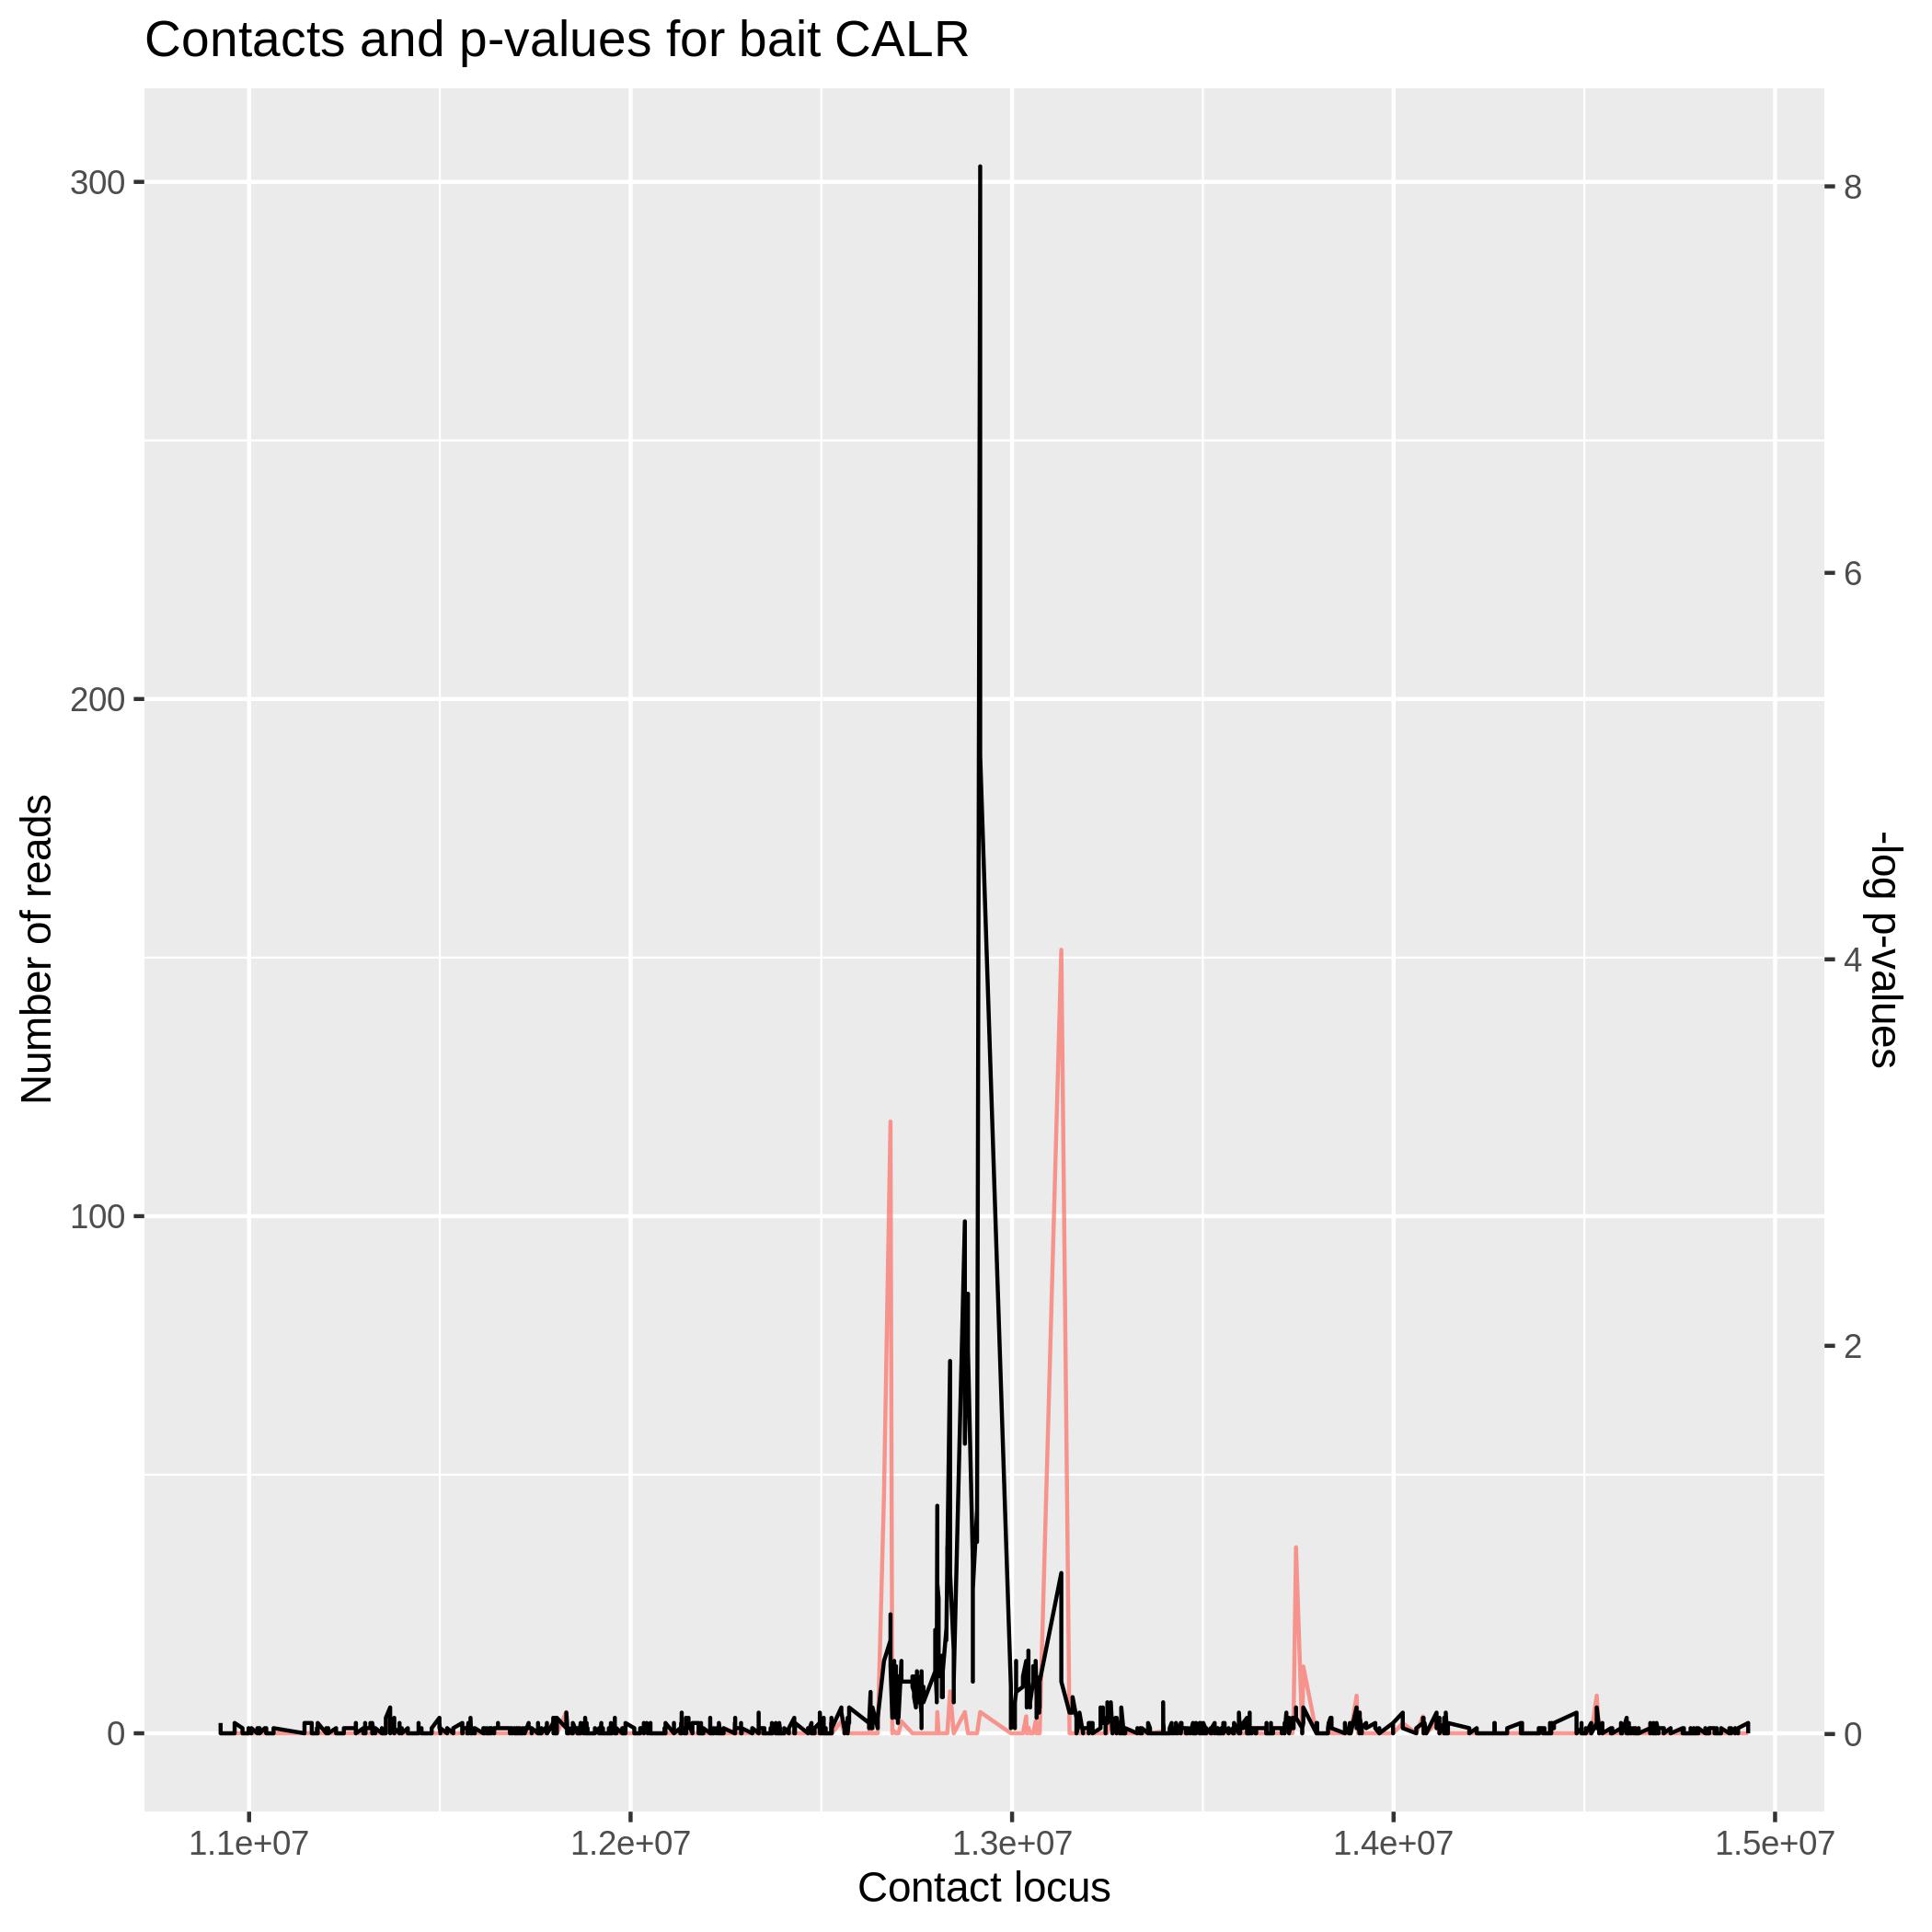 Contacts and p-values for bait CALR
300
200
100
0
Number of reads
8
6
4
2
0
-log p-values
1.1e+07
1.2e+07
1.3e+07
1.4e+07
1.5e+07
Contact locus